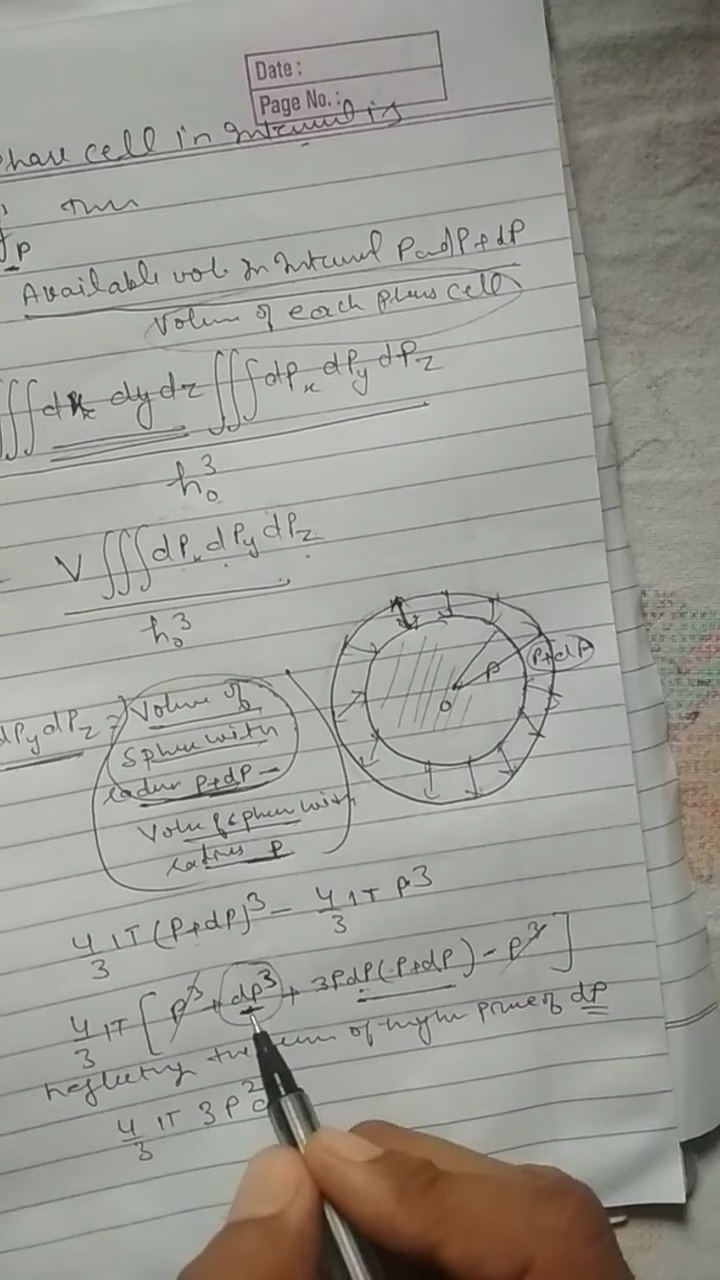 Date :
Page No. :
phase cell in Interval is
P
Available vol. In Interval P and P+dP
Volume of each phase cell
∭dx dy dz ∭dPx dPy dPz
h₀³
V ∭dPx dPy dPz
h₀³
P
P+dP
O
dPy dPz = Volume of
Sphere with
radius P+dP –
Volume of sphere with
radius P
4/3 π (P+dP)³ – 4/3 π P³
4/3 π [P³ + dP³ + 3PdP(P+dP) – P³]
neglecting the term of high power of dP
4/3 π 3P²